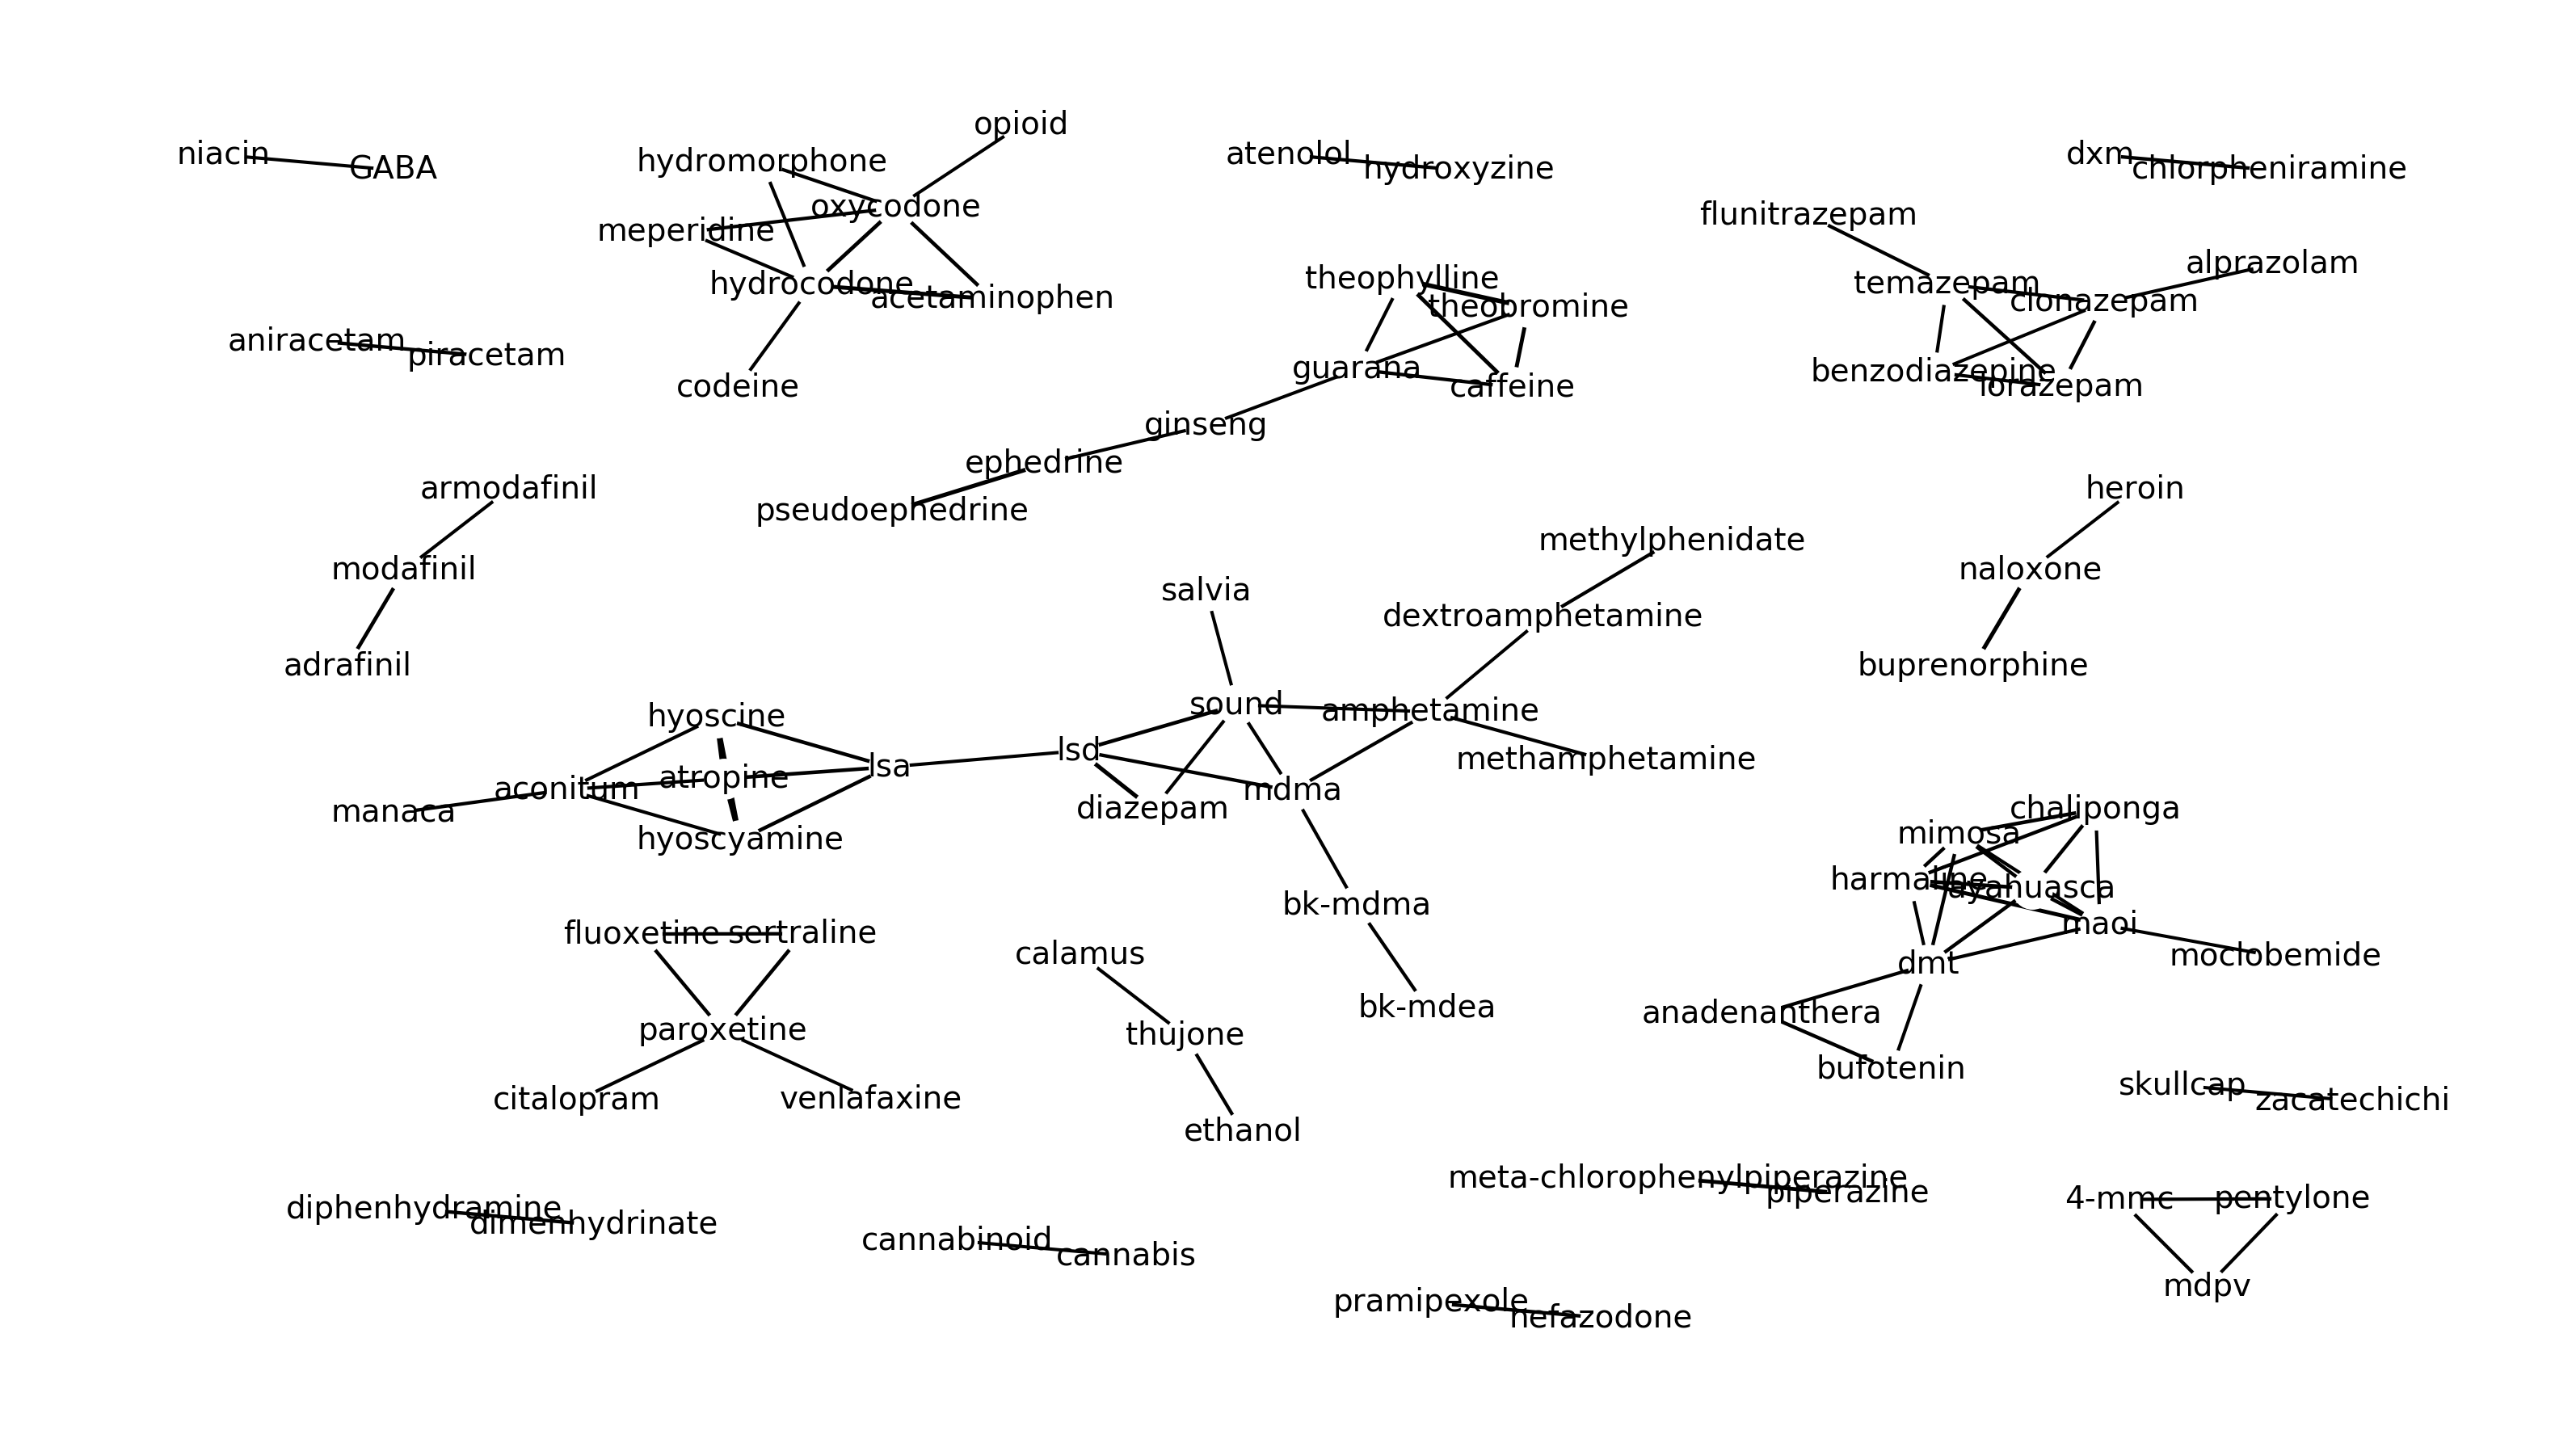 opioid
niacin
GABA
hydromorphone
atenolol
hydroxyzine
dxm
chlorpheniramine
oxycodone
meperidine
flunitrazepam
hydrocodone
acetaminophen
theophylline
theobromine
temazepam
clonazepam
alprazolam
aniracetam
piracetam
codeine
guarana
caffeine
benzodiazepine
lorazepam
ginseng
ephedrine
pseudoephedrine
armodafinil
heroin
modafinil
methylphenidate
naloxone
salvia
dextroamphetamine
adrafinil
buprenorphine
hyoscine
sound
amphetamine
lsa
lsd
methamphetamine
atropine
aconitum
manaca
diazepam
mdma
hyoscyamine
chaliponga
mimosa
harmaline
ayahuasca
bk-mdma
maoi
fluoxetine
sertraline
calamus
dmt
moclobemide
bk-mdea
anadenanthera
paroxetine
thujone
bufotenin
citalopram
venlafaxine
skullcap
zacatechichi
ethanol
meta-chlorophenylpiperazine
piperazine
4-mmc
pentylone
diphenhydramine
dimenhydrinate
cannabinoid
cannabis
mdpv
pramipexole
nefazodone